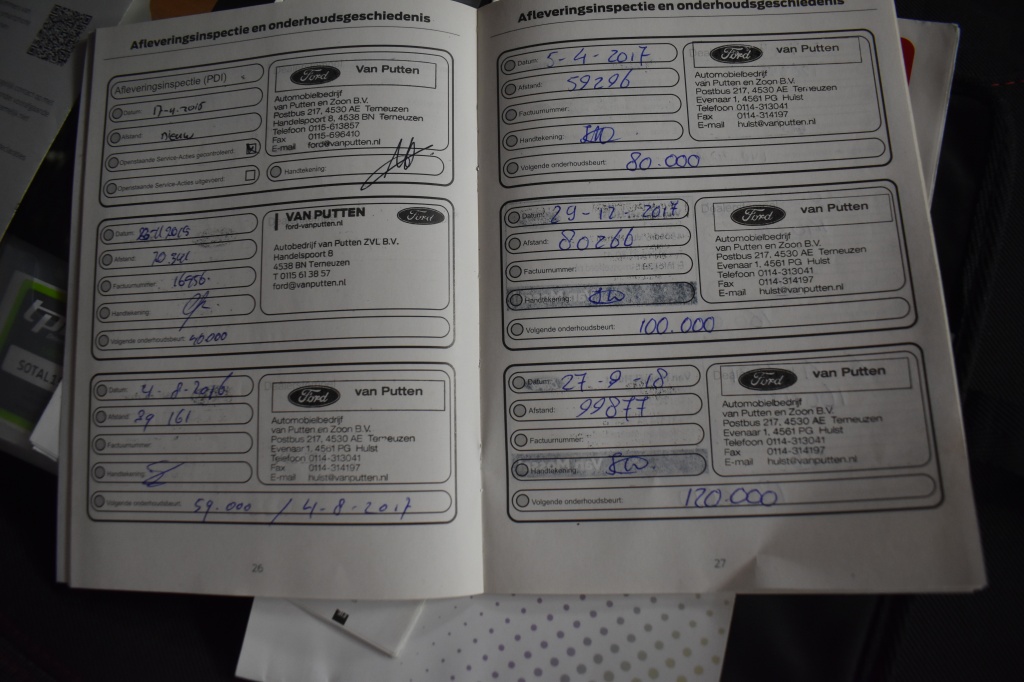 Afleveringsinspectie en onderhoudsgeschiedenis
Afleveringsinspectie (PDI)
Datum: 17-4-2015
Afstand: nieuw
Openstaande Service-Acties gecontroleerd:
Openstaande Service-Acties uitgevoerd:
Ford
van Putten
Automobielbedrijf
van Putten en Zoon B.V.
Postbus 217, 4530 AE Terneuzen
Handelspoort 8, 4538 BN Terneuzen
Telefoon 0115-613857
Fax 0115-696410
E-mail ford@vanputten.nl
Handtekening:
Datum:
Afstand: 20341
Factuurnummer: 16956
Handtekening:
Volgende onderhoudsbeurt: 40.000
VAN PUTTEN
ford-vanputten.nl
Ford
Autobedrijf van Putten ZVL B.V.
Handelspoort 8
4538 BN Terneuzen
T 0115 61 38 57
ford@vanputten.nl
Datum: 4-8-2016
Afstand: 39 161
Factuurnummer:
Handtekening:
Volgende onderhoudsbeurt: 59.000 / 4-8-2017
Ford
van Putten
Automobielbedrijf
van Putten en Zoon B.V.
Postbus 217, 4530 AE Terneuzen
Evenaar 1, 4561 PG Hulst
Telefoon 0114-313041
Fax 0114-314197
E-mail hulst@vanputten.nl
26
Afleveringsinspectie en onderhoudsgeschiedenis
Datum: 5-4-2017
Afstand: 59296
Factuurnummer:
Handtekening:
Volgende onderhoudsbeurt: 80.000
Ford
van Putten
Automobielbedrijf
van Putten en Zoon B.V.
Postbus 217, 4530 AE Terneuzen
Evenaar 1, 4561 PG Hulst
Telefoon 0114-313041
Fax 0114-314197
E-mail hulst@vanputten.nl
Datum: 29-12-2017
Afstand: 80266
Factuurnummer:
Handtekening:
Volgende onderhoudsbeurt: 100.000
Ford
van Putten
Automobielbedrijf
van Putten en Zoon B.V.
Postbus 217, 4530 AE Terneuzen
Evenaar 1, 4561 PG Hulst
Telefoon 0114-313041
Fax 0114-314197
E-mail hulst@vanputten.nl
Datum: 27-9-18
Afstand: 99877
Factuurnummer:
Handtekening:
Volgende onderhoudsbeurt: 120.000
Ford
van Putten
Automobielbedrijf
van Putten en Zoon B.V.
Postbus 217, 4530 AE Terneuzen
Evenaar 1, 4561 PG Hulst
Telefoon 0114-313041
Fax 0114-314197
E-mail hulst@vanputten.nl
27